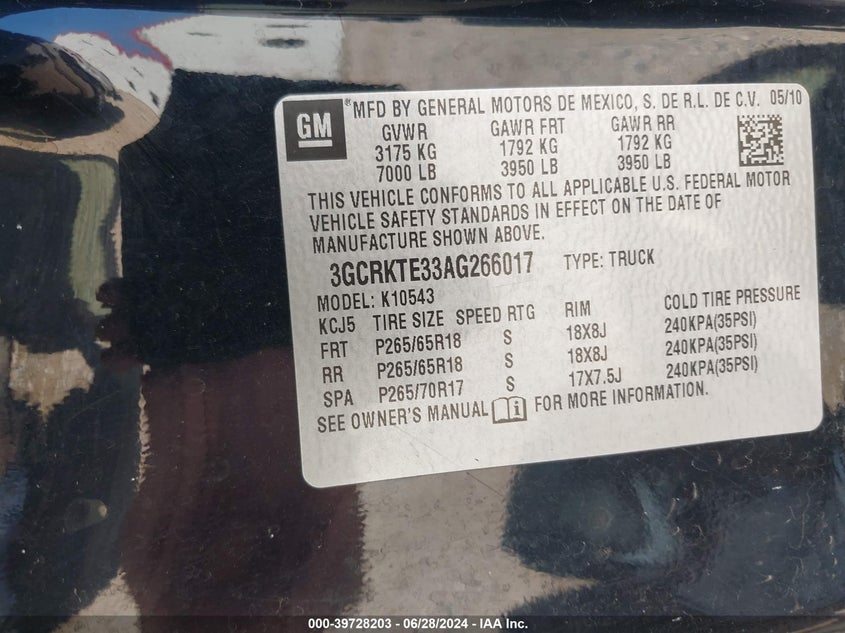 GM
® MFD BY GENERAL MOTORS DE MEXICO, S. DE R.L. DE C.V. 05/10
GVWR GAWR FRT GAWR RR
3175 KG 1792 KG 1792 KG
7000 LB 3950 LB 3950 LB
THIS VEHICLE CONFORMS TO ALL APPLICABLE U.S. FEDERAL MOTOR
VEHICLE SAFETY STANDARDS IN EFFECT ON THE DATE OF
MANUFACTURE SHOWN ABOVE.
3GCRKTE33AG266017 TYPE: TRUCK
MODEL: K10543
KCJ5 TIRE SIZE SPEED RTG RIM COLD TIRE PRESSURE
FRT P265/65R18 S 18X8J 240KPA(35PSI)
RR P265/65R18 S 18X8J 240KPA(35PSI)
SPA P265/70R17 S 17X7.5J 240KPA(35PSI)
SEE OWNER'S MANUAL i FOR MORE INFORMATION.
000-39728203 - 06/28/2024 - IAA Inc.